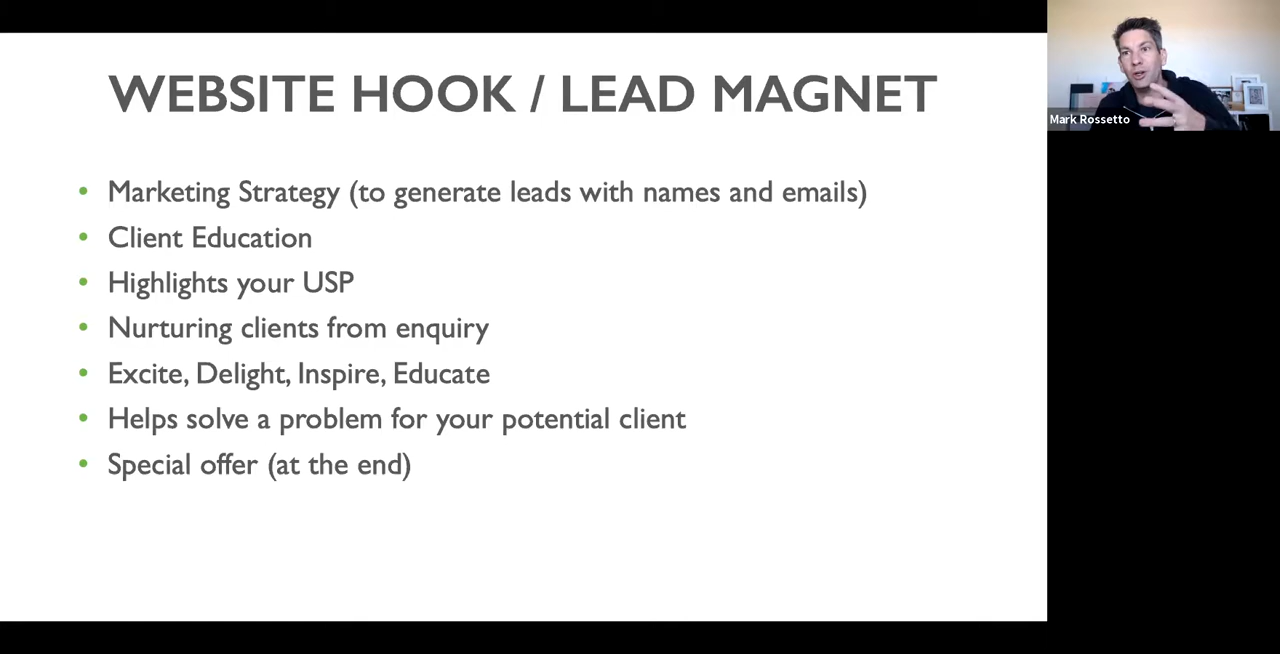 WEBSITE HOOK / LEAD MAGNET
Mark Rossetto
• Marketing Strategy (to generate leads with names and emails)
• Client Education
• Highlights your USP
• Nurturing clients from enquiry
• Excite, Delight, Inspire, Educate
• Helps solve a problem for your potential client
• Special offer (at the end)